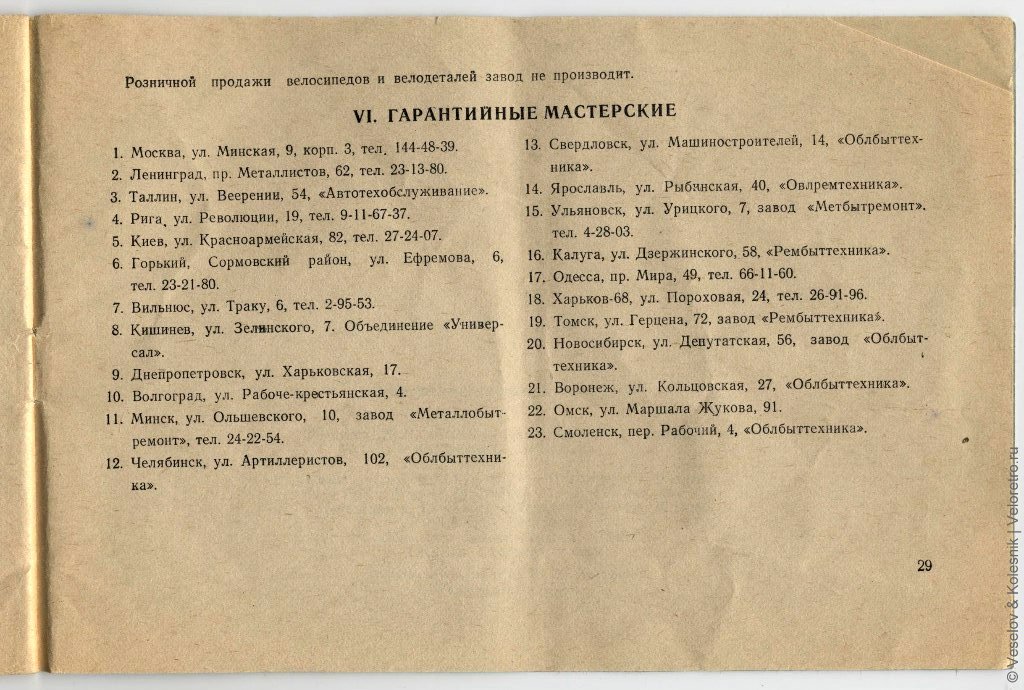 Розничной продажи велосипедов и велодеталей завод не производит.
VI. ГАРАНТИЙНЫЕ МАСТЕРСКИЕ
1. Москва, ул. Минская, 9, корп. 3, тел. 144-48-39.
2. Ленинград, пр. Металлистов, 62, тел. 23-13-80.
3. Таллин, ул. Веерении, 54, «Автотехобслуживание».
4. Рига, ул. Революции, 19, тел. 9-11-67-37.
5. Киев, ул. Красноармейская, 82, тел. 27-24-07.
6. Горький, Сормовский район, ул. Ефремова, 6,
тел. 23-21-80.
7. Вильнюс, ул. Траку, 6, тел. 2-95-53.
8. Кишинев, ул. Зелинского, 7. Объединение «Универ-
сал».
9. Днепропетровск, ул. Харьковская, 17.
10. Волгоград, ул. Рабоче-крестьянская, 4.
11. Минск, ул. Ольшевского, 10, завод «Металлобыт-
ремонт», тел. 24-22-54.
12. Челябинск, ул. Артиллеристов, 102, «Облбыттехни-
ка».
13. Свердловск, ул. Машиностроителей, 14, «Облбыттех-
ника».
14. Ярославль, ул. Рыбинская, 40, «Овлремтехника».
15. Ульяновск, ул. Урицкого, 7, завод «Метбытремонт».
тел. 4-28-03.
16. Калуга, ул. Дзержинского, 58, «Рембыттехника».
17. Одесса, пр. Мира, 49, тел. 66-11-60.
18. Харьков-68, ул. Пороховая, 24, тел. 26-91-96.
19. Томск, ул. Герцена, 72, завод «Рембыттехника».
20. Новосибирск, ул. Депутатская, 56, завод «Облбыт-
техника».
21. Воронеж, ул. Кольцовская, 27, «Облбыттехника».
22. Омск, ул. Маршала Жукова, 91.
23. Смоленск, пер. Рабочий, 4, «Облбыттехника».
29
© Veselov & Kolesnik | Veloretro.ru